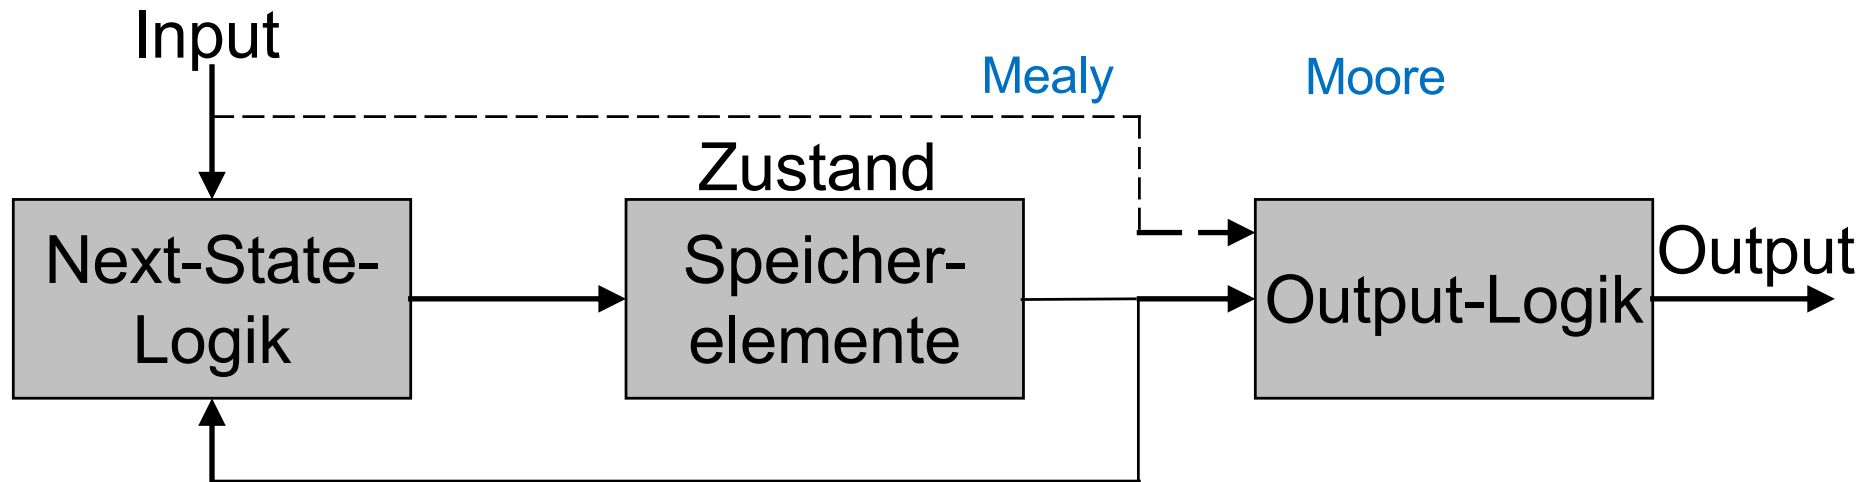 Input
Mealy
Moore
Zustand
Next-State-
Logik
Speicher-
elemente
Output-Logik
Output